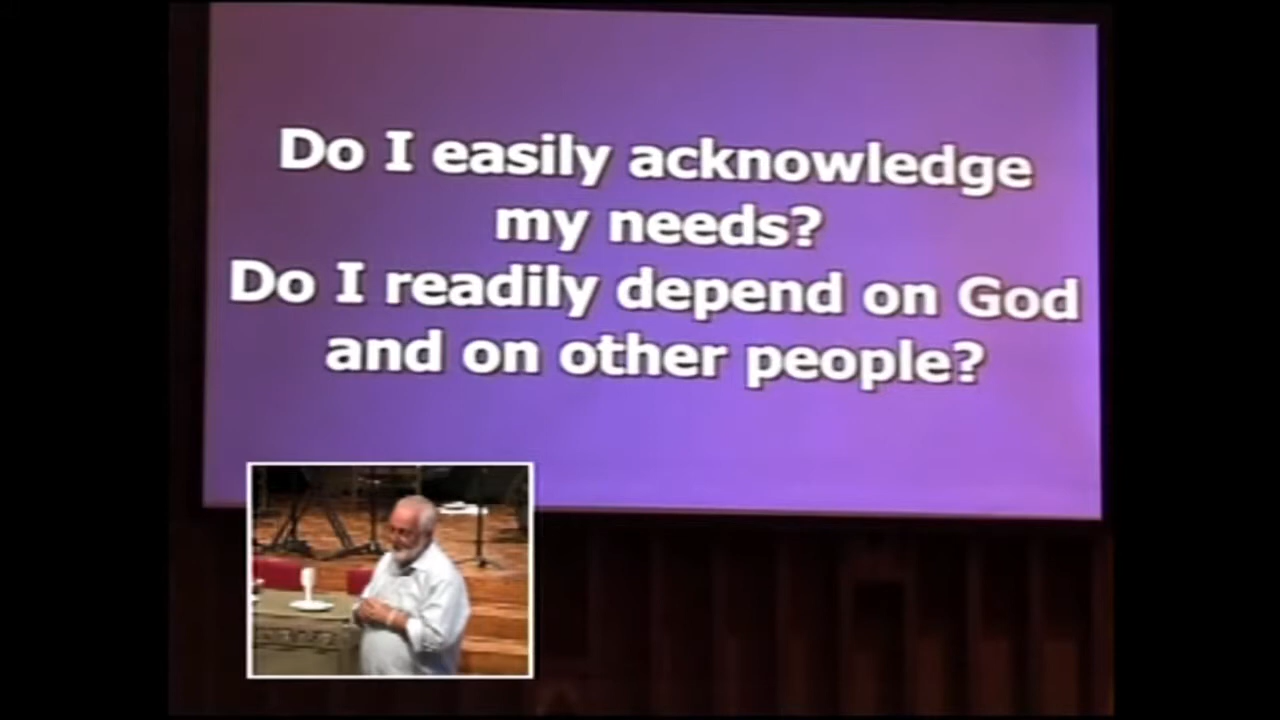 Do I easily acknowledge
my needs?
Do I readily depend on God
and on other people?